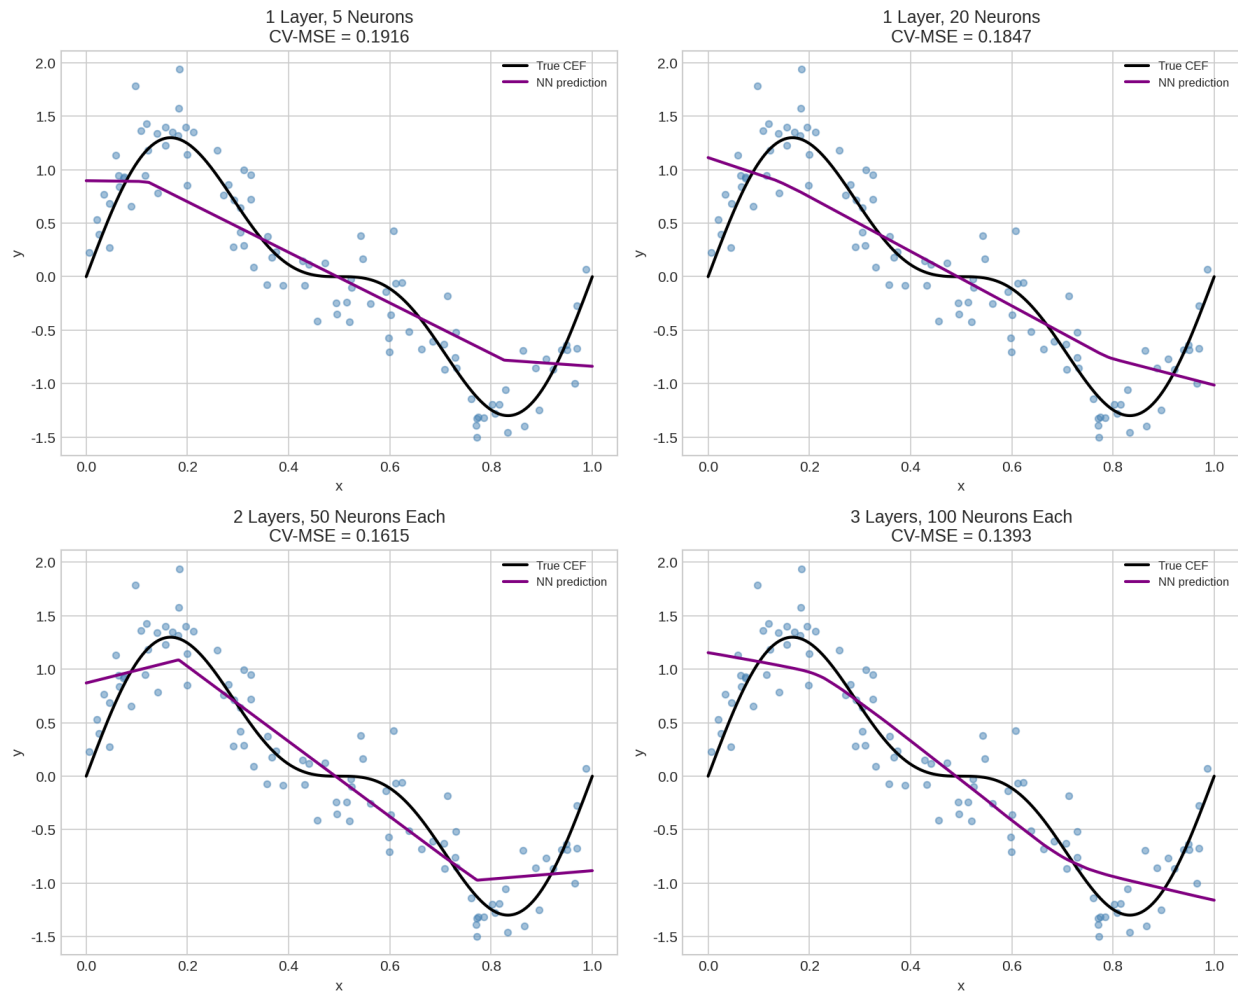 1 Layer, 5 Neurons
CV-MSE = 0.1916
True CEF
NN prediction
2.0
1.5
1.0
0.5
0.0
-0.5
-1.0
-1.5
y
0.0 0.2 0.4 0.6 0.8 1.0
x
1 Layer, 20 Neurons
CV-MSE = 0.1847
True CEF
NN prediction
2.0
1.5
1.0
0.5
0.0
-0.5
-1.0
-1.5
y
0.0 0.2 0.4 0.6 0.8 1.0
x
2 Layers, 50 Neurons Each
CV-MSE = 0.1615
True CEF
NN prediction
2.0
1.5
1.0
0.5
0.0
-0.5
-1.0
-1.5
y
0.0 0.2 0.4 0.6 0.8 1.0
x
3 Layers, 100 Neurons Each
CV-MSE = 0.1393
True CEF
NN prediction
2.0
1.5
1.0
0.5
0.0
-0.5
-1.0
-1.5
y
0.0 0.2 0.4 0.6 0.8 1.0
x